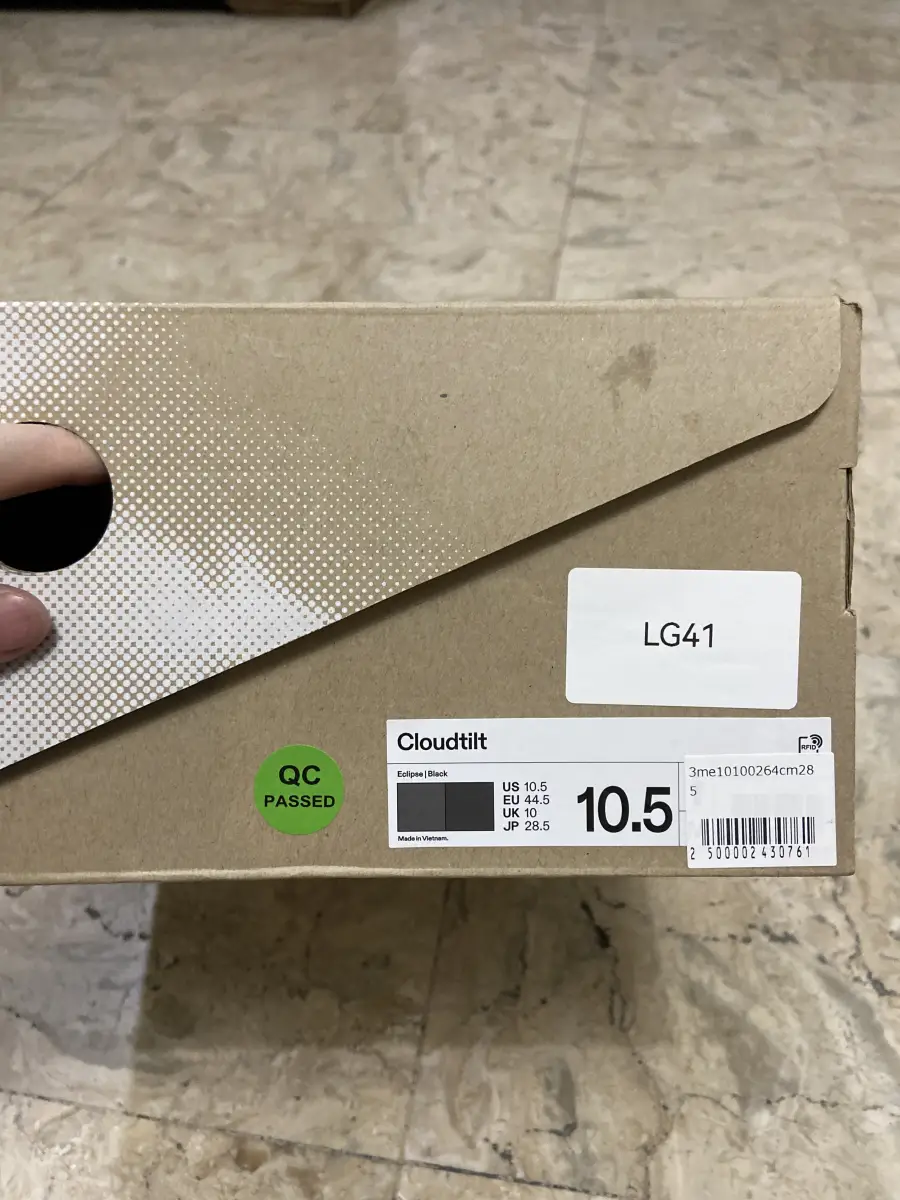 LG41
Cloudtilt
RFID
Eclipse | Black
US 10.5
EU 44.5
UK 10
JP 28.5
10.5
Made in Vietnam.
3me10100264cm28
5
2 500002 430761
QC
PASSED